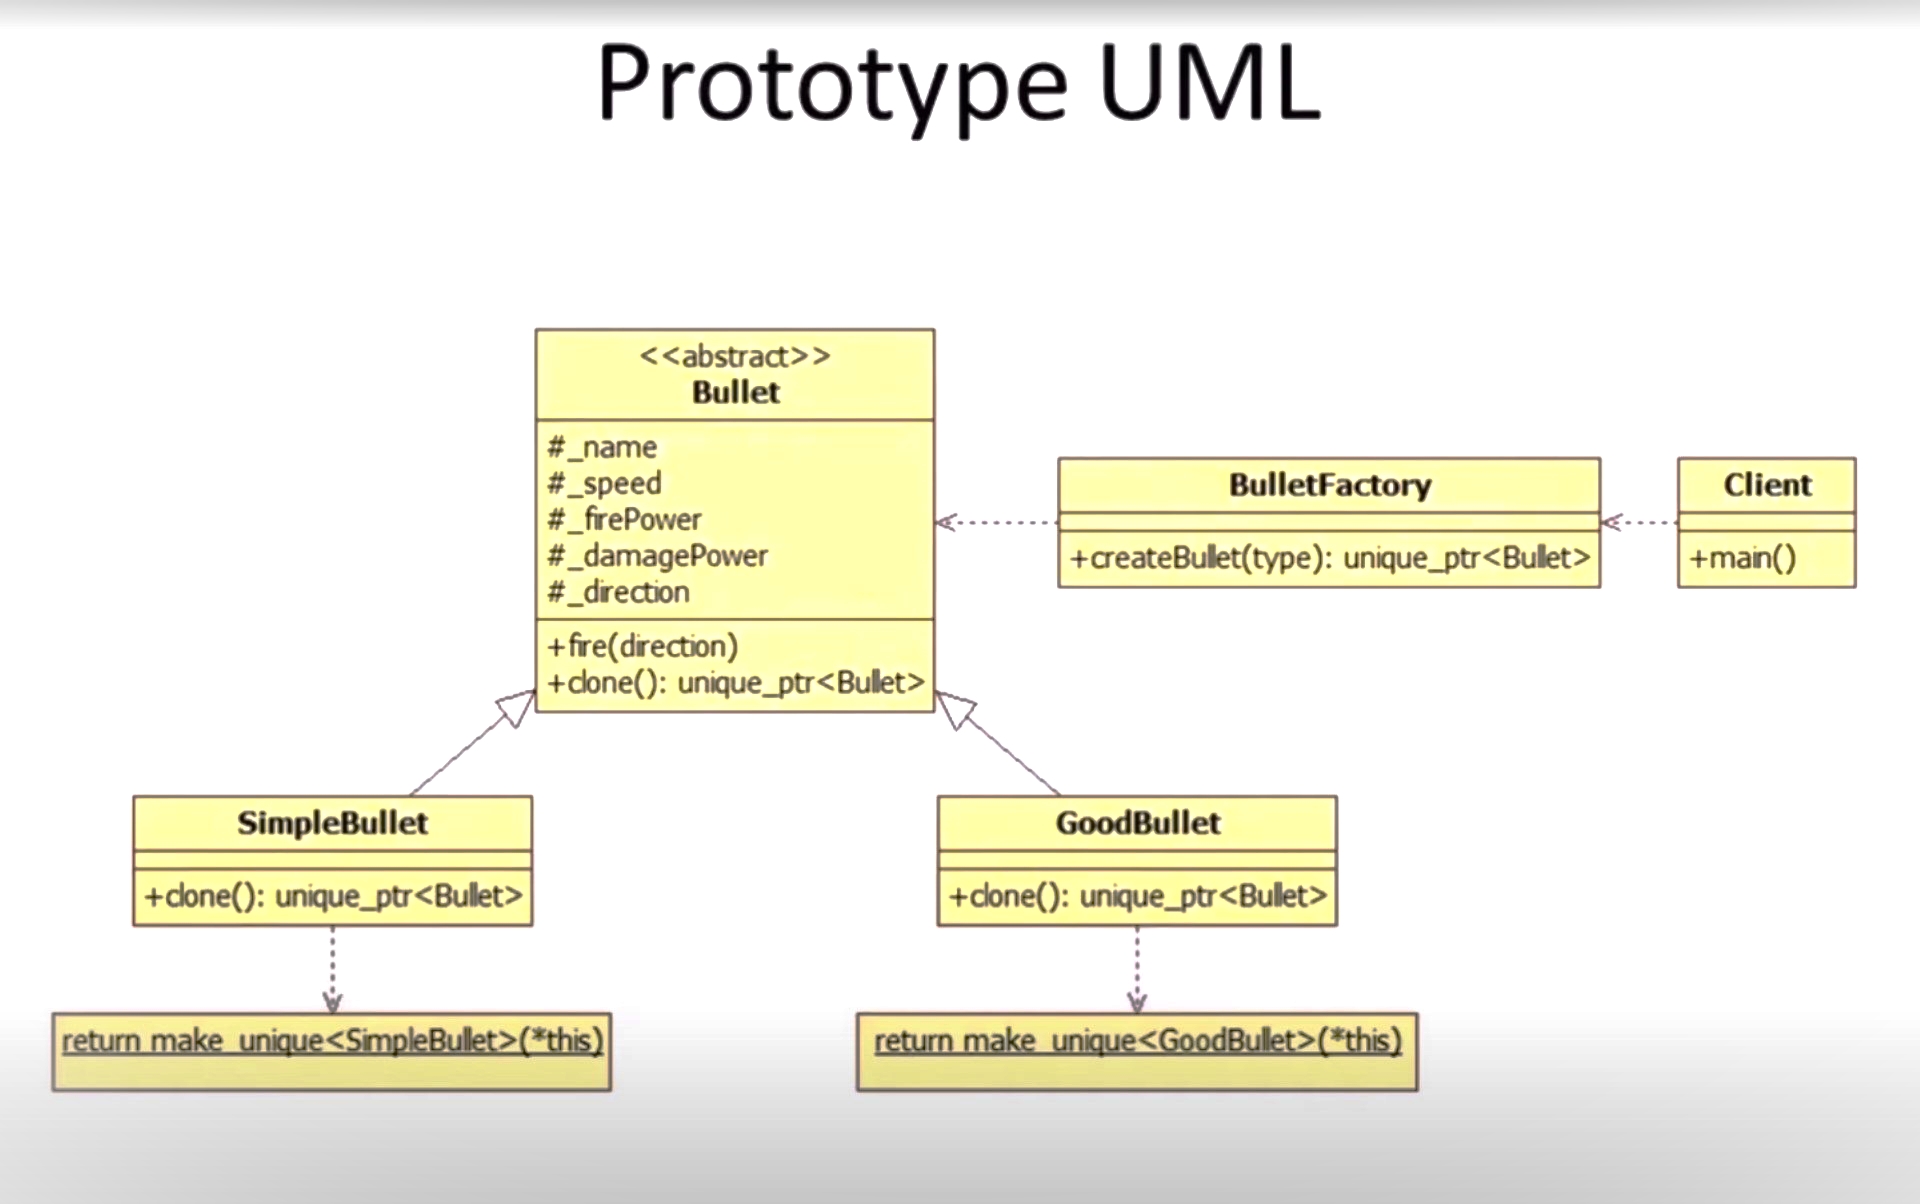 Prototype UML
<<abstract>>
Bullet
#_name
#_speed
#_firePower
#_damagePower
#_direction
+fire(direction)
+clone(): unique_ptr<Bullet>
BulletFactory
+createBullet(type): unique_ptr<Bullet>
Client
+main()
SimpleBullet
+clone(): unique_ptr<Bullet>
return make_unique<SimpleBullet>(*this)
GoodBullet
+clone(): unique_ptr<Bullet>
return make_unique<GoodBullet>(*this)